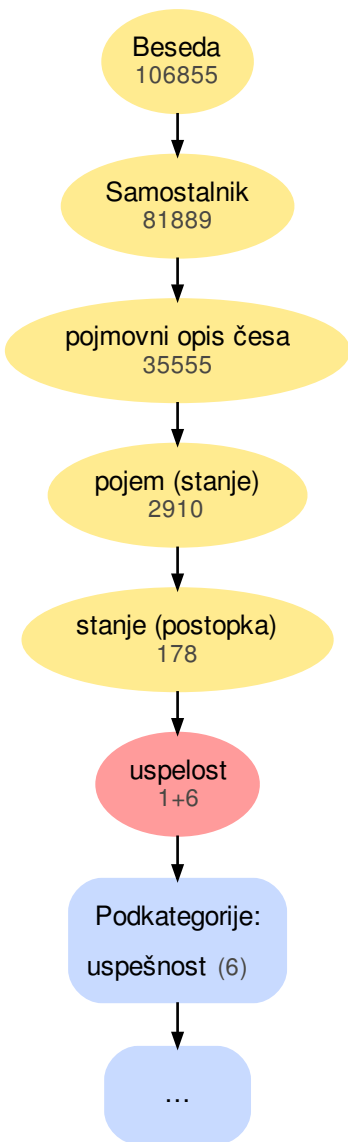 Beseda
106855
Samostalnik
81889
pojmovni opis česa
35555
pojem (stanje)
2910
stanje (postopka)
178
uspelost
1+6
Podkategorije:
uspešnost (6)
...